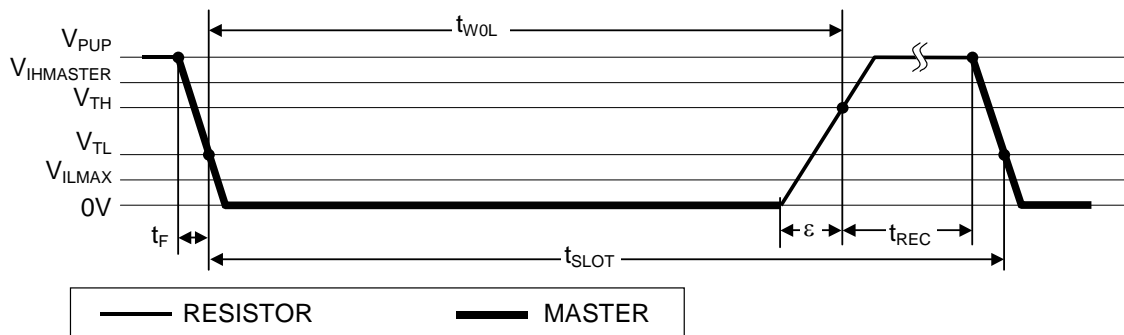 tW0L
VPUP
VIHMASTER
VTH
VTL
VILMAX
0V
tF
ε
tREC
tSLOT
RESISTOR
MASTER